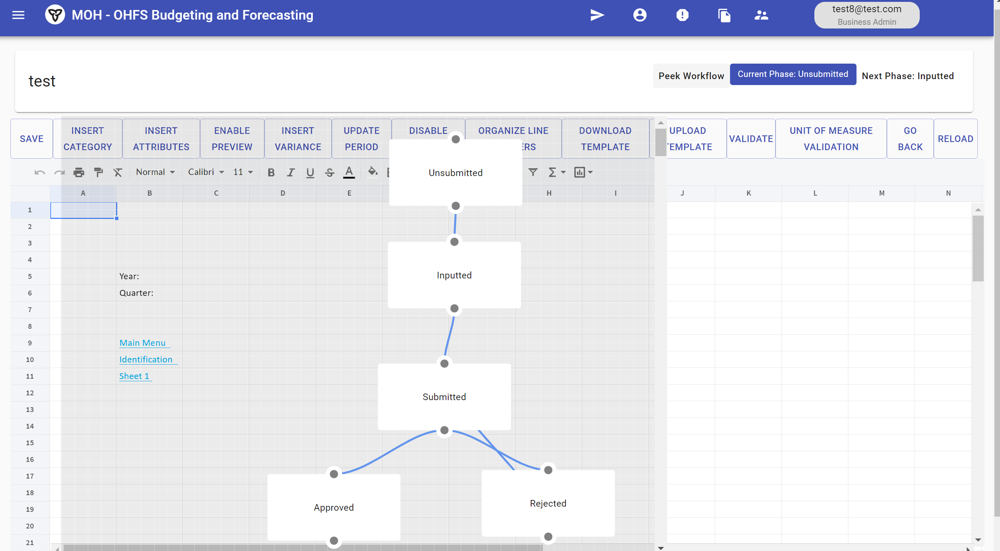 MOH - OHFS Budgeting and Forecasting
test8@test.com
Business Admin
test
Peek Workflow
Current Phase: Unsubmitted
Next Phase: Inputted
SAVE
INSERT CATEGORY
INSERT ATTRIBUTES
ENABLE PREVIEW
INSERT VARIANCE
UPDATE PERIOD
DISABLE
ORGANIZE LINE
DOWNLOAD TEMPLATE
UPLOAD
VALIDATE
UNIT OF MEASURE VALIDATION
GO BACK
RELOAD
Normal
Calibri
11
B I U S A
A B C D E H I J K L M N
1
2
3
4
5 Year:
6 Quarter:
7
8
9 Main Menu
10 Identification
11 Sheet 1
12
13
14
15
16
17
18
19
20
21
Unsubmitted
Inputted
Submitted
Approved
Rejected